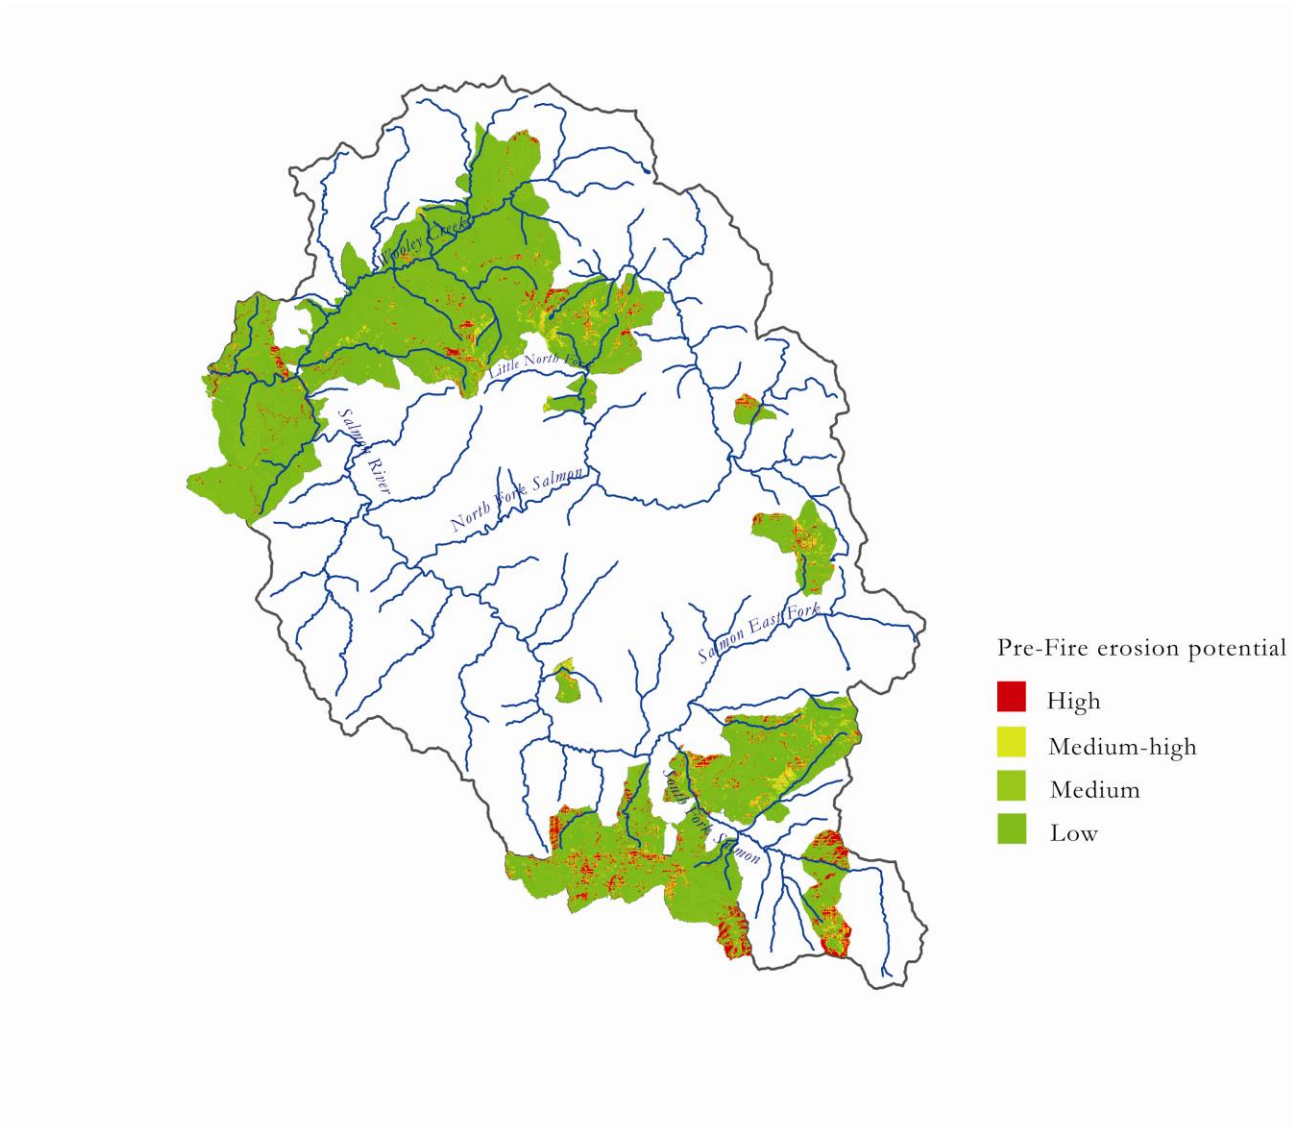 Wooley Creek
Little North For
Salmon River
North Fork Salmon
Salmon East Fork
South Fork Salmon
Pre-Fire erosion potential
High
Medium-high
Medium
Low